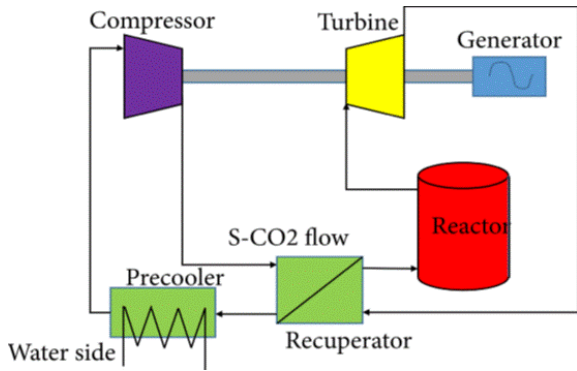 Compressor
Turbine
Generator
Reactor
S-CO2 flow
Precooler
Recuperator
Water side